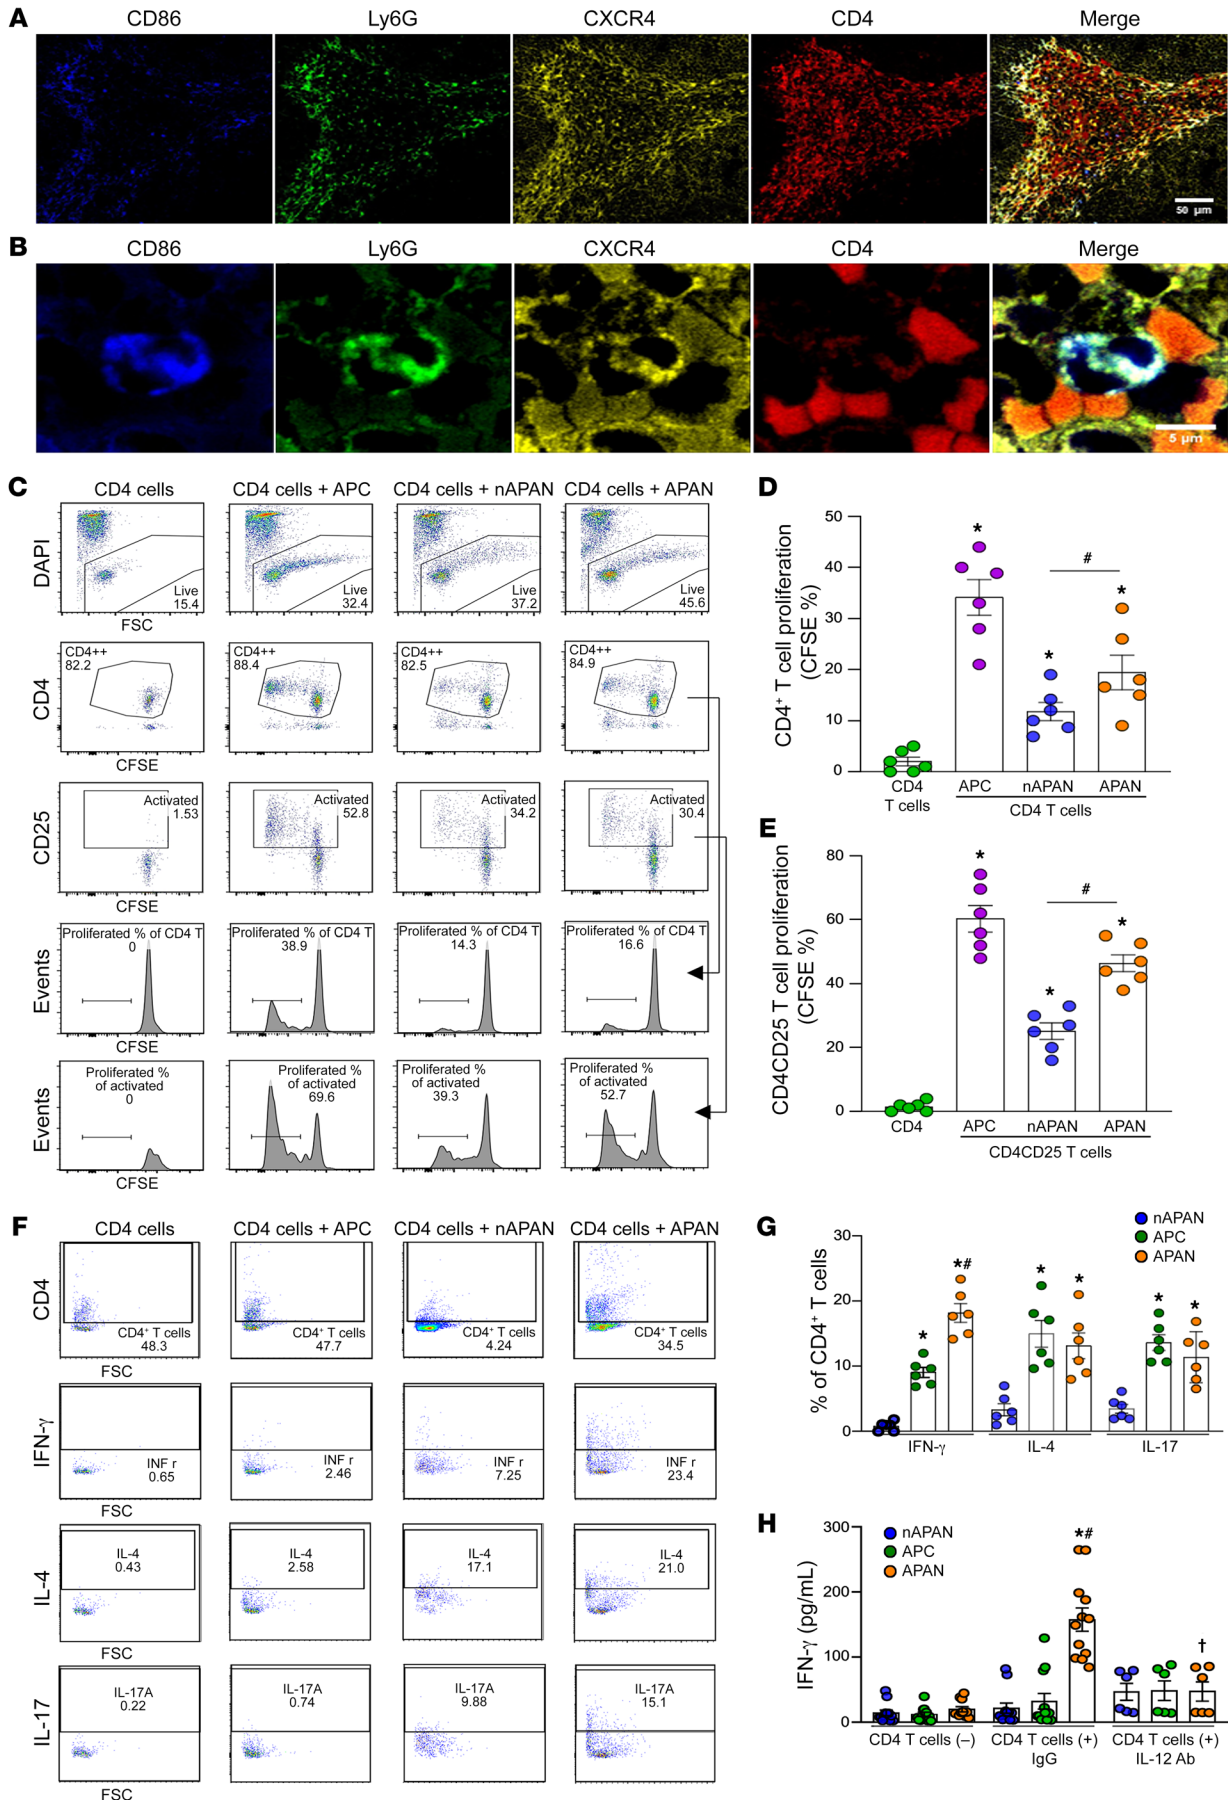 A
CD86 Ly6G CXCR4 CD4 Merge
50 μm
B
CD86 Ly6G CXCR4 CD4 Merge
5 μm
C
CD4 cells CD4 cells + APC CD4 cells + nAPAN CD4 cells + APAN
DAPI
Live Live Live Live
15.4 32.4 37.2 45.6
FSC
CD4
CD4++ CD4++ CD4++ CD4++
82.2 88.4 82.5 84.9
CFSE
CD25
Activated Activated Activated Activated
1.53 52.8 34.2 30.4
CFSE
Events
Proliferated % of CD4 T Proliferated % of CD4 T Proliferated % of CD4 T Proliferated % of CD4 T
0 38.9 14.3 16.6
CFSE
Events
Proliferated % Proliferated % Proliferated % Proliferated %
of activated of activated of activated of activated
0 69.6 39.3 52.7
CFSE
D
CD4⁺ T cell proliferation
(CFSE %)
50
40
30
20
10
0
* * *
#
CD4 APC nAPAN APAN
T cells CD4 T cells
E
CD4CD25 T cell proliferation
(CFSE %)
80
60
40
20
0
* * *
#
CD4 APC nAPAN APAN
CD4CD25 T cells
F
CD4 cells CD4 cells + APC CD4 cells + nAPAN CD4 cells + APAN
CD4
CD4⁺ T cells CD4⁺ T cells CD4⁺ T cells CD4⁺ T cells
48.3 47.7 4.24 34.5
FSC
IFN-γ
INF r INF r INF r INF r
0.65 2.46 7.25 23.4
FSC
IL-4
IL-4 IL-4 IL-4 IL-4
0.43 2.58 17.1 21.0
FSC
IL-17
IL-17A IL-17A IL-17A IL-17A
0.22 0.74 9.88 15.1
FSC
G
nAPAN
APC
APAN
% of CD4⁺ T cells
30
20
10
0
* *# * * * *
IFN-γ IL-4 IL-17
H
nAPAN
APC
APAN
IFN-γ (pg/mL)
300
200
100
0
*# †
CD4 T cells (–) CD4 T cells (+) CD4 T cells (+)
IgG IL-12 Ab